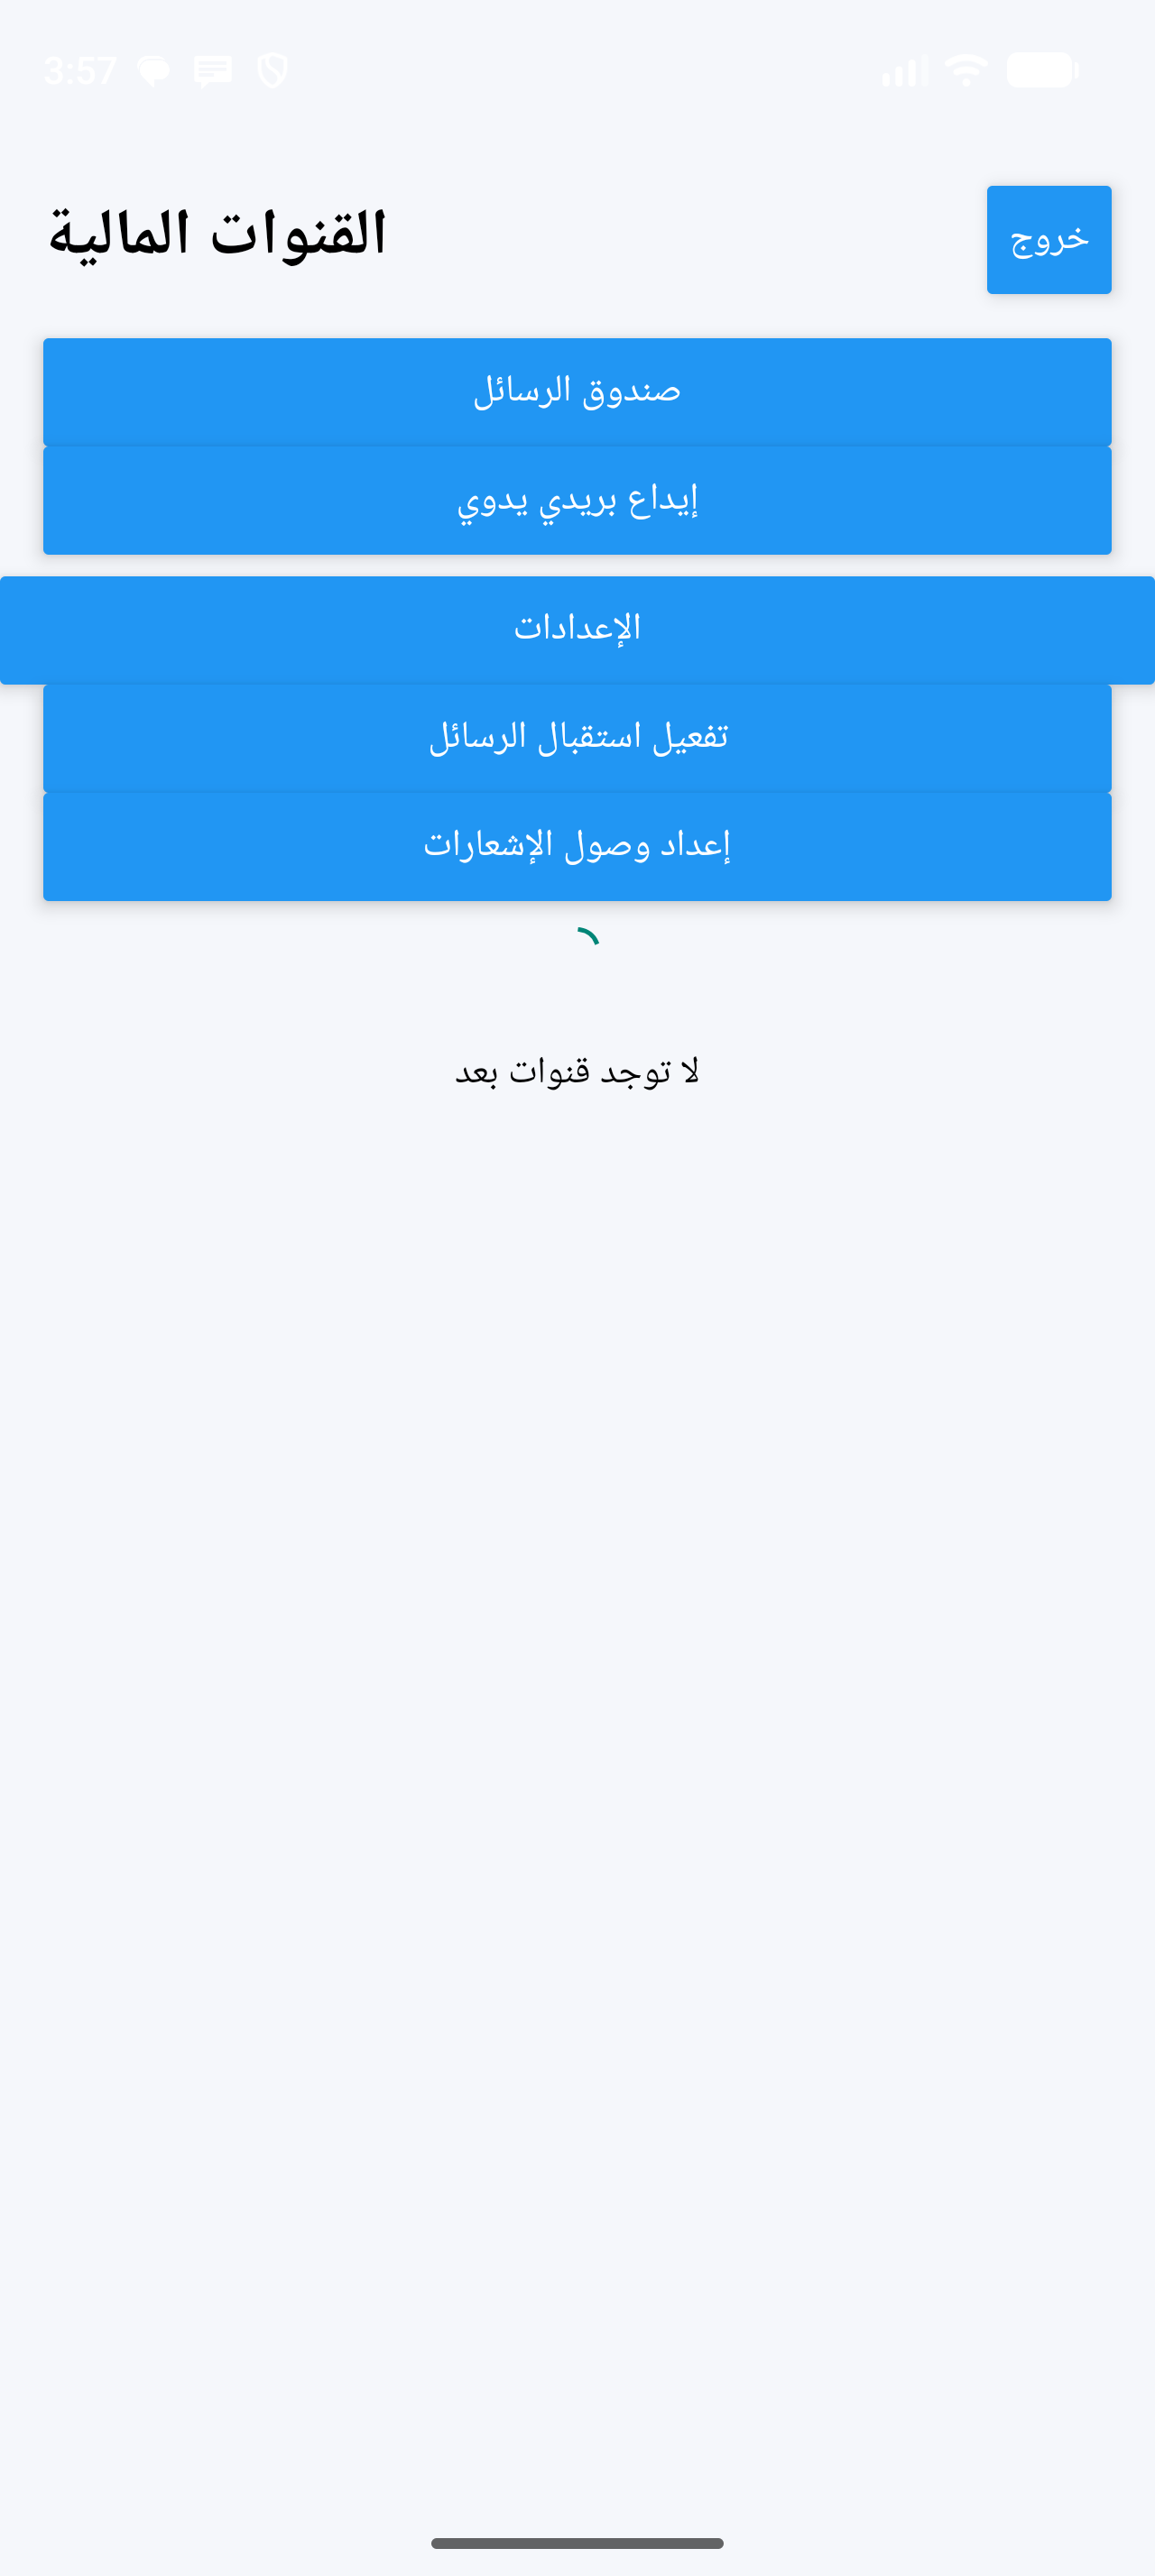 3:57
القنوات المالية
خروج
صندوق الرسائل
إيداع بريدي يدوي
الإعدادات
تفعيل استقبال الرسائل
إعداد وصول الإشعارات
لا توجد قنوات بعد